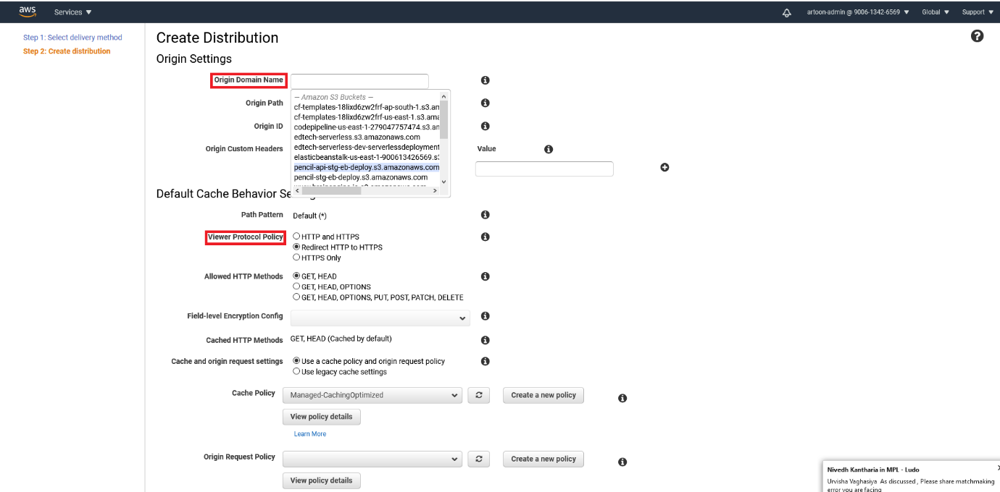 aws Services artoon-admin @ 9006-1342-6569 Global Support
Step 1: Select delivery method
Step 2: Create distribution
Create Distribution
Origin Settings
Origin Domain Name
– Amazon S3 Buckets –
Origin Path
cf-templates-18lixd6zw2frf-ap-south-1.s3.am
cf-templates-18lixd6zw2frf-us-east-1.s3.ama
Origin ID
codepipeline-us-east-1-279047757474.s3.an
edtech-serverless.s3.amazonaws.com
edtech-serverless-dev-serverlessdeployment
Origin Custom Headers Value
elasticbeanstalk-us-east-1-900613426569.s3
pencil-api-stg-eb-deploy.s3.amazonaws.com
pencil-stg-eb-deploy.s3.amazonaws.com
Default Cache Behavior Se g
Path Pattern Default (*)
Viewer Protocol Policy HTTP and HTTPS
Redirect HTTP to HTTPS
HTTPS Only
Allowed HTTP Methods GET, HEAD
GET, HEAD, OPTIONS
GET, HEAD, OPTIONS, PUT, POST, PATCH, DELETE
Field-level Encryption Config
Cached HTTP Methods GET, HEAD (Cached by default)
Cache and origin request settings Use a cache policy and origin request policy
Use legacy cache settings
Cache Policy Managed-CachingOptimized Create a new policy
View policy details
Learn More
Origin Request Policy Create a new policy
View policy details
Nivedh Kantharia in MPL - Ludo
Urvisha Vaghasiya As discussed , Please share matchmaking
error you are facing